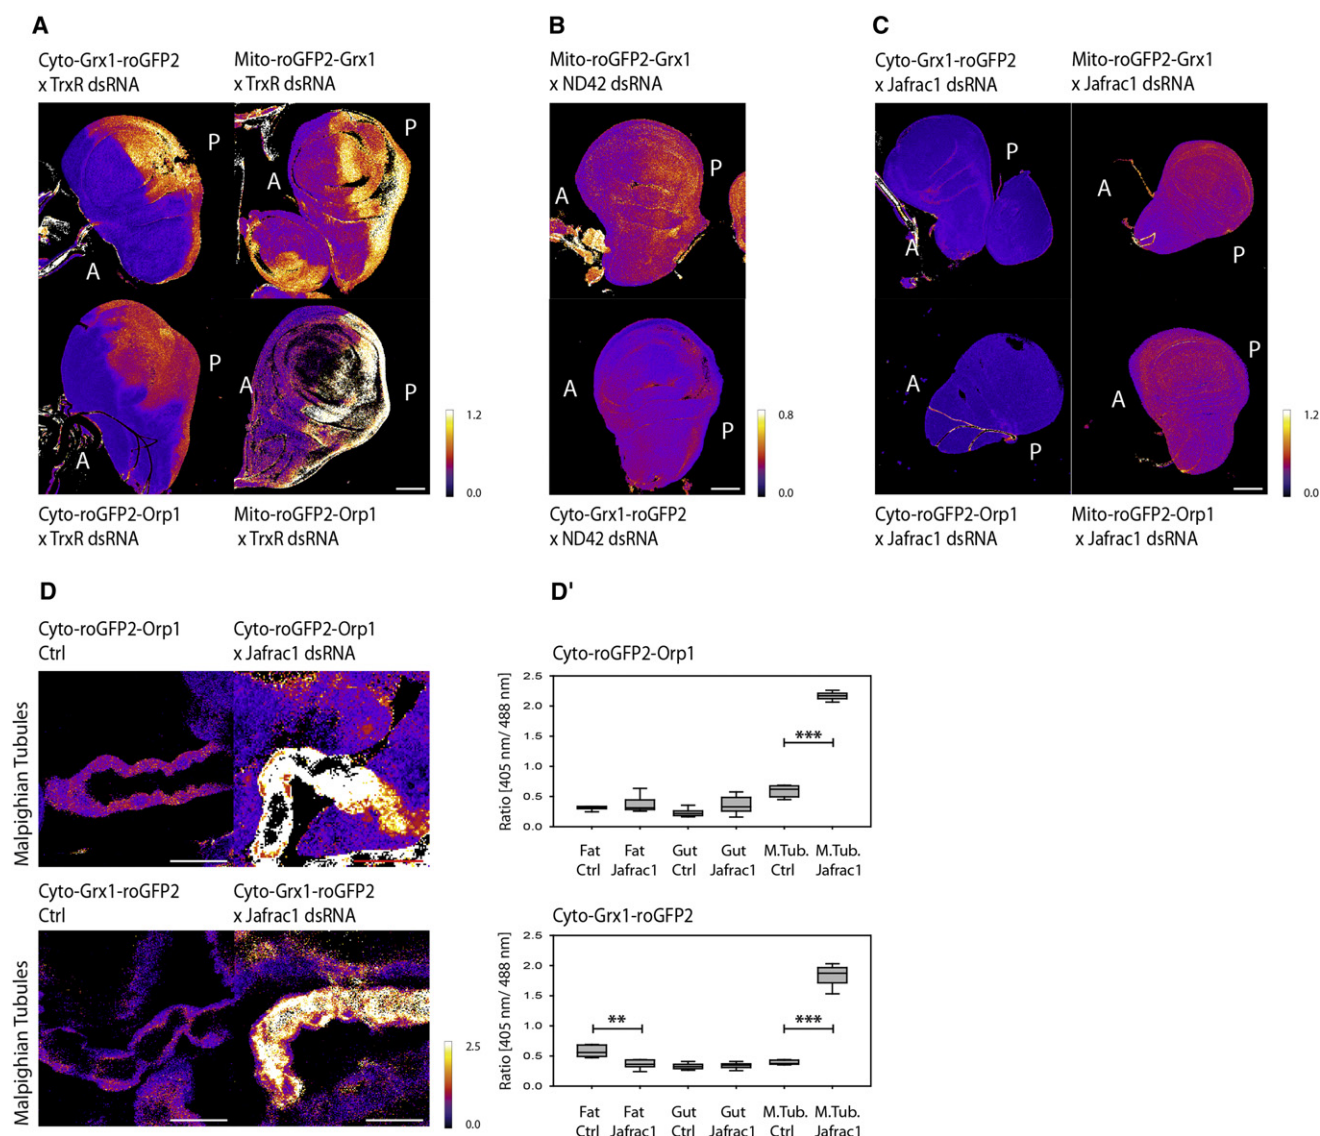 A
Cyto-Grx1-roGFP2
x TrxR dsRNA
Mito-roGFP2-Grx1
x TrxR dsRNA
P
A
P
A
P
A
P
A
1.2
0.0
Cyto-roGFP2-Orp1
x TrxR dsRNA
Mito-roGFP2-Orp1
x TrxR dsRNA
B
Mito-roGFP2-Grx1
x ND42 dsRNA
P
A
A
P
0.8
0.0
Cyto-Grx1-roGFP2
x ND42 dsRNA
C
Cyto-Grx1-roGFP2
x Jafrac1 dsRNA
Mito-roGFP2-Grx1
x Jafrac1 dsRNA
P
A
A
P
A
P
P
A
1.2
0.0
Cyto-roGFP2-Orp1
x Jafrac1 dsRNA
Mito-roGFP2-Orp1
x Jafrac1 dsRNA
D
Cyto-roGFP2-Orp1
Ctrl
Cyto-roGFP2-Orp1
x Jafrac1 dsRNA
Malpighian Tubules
Cyto-Grx1-roGFP2
Ctrl
Cyto-Grx1-roGFP2
x Jafrac1 dsRNA
Malpighian Tubules
2.5
0.0
D'
Cyto-roGFP2-Orp1
Ratio [405 nm/ 488 nm]
2.5
2.0
1.5
1.0
0.5
0.0
***
Fat Fat Gut Gut M.Tub. M.Tub.
Ctrl Jafrac1 Ctrl Jafrac1 Ctrl Jafrac1
Cyto-Grx1-roGFP2
Ratio [405 nm/ 488 nm]
2.5
2.0
1.5
1.0
0.5
0.0
** ***
Fat Fat Gut Gut M.Tub. M.Tub.
Ctrl Jafrac1 Ctrl Jafrac1 Ctrl Jafrac1